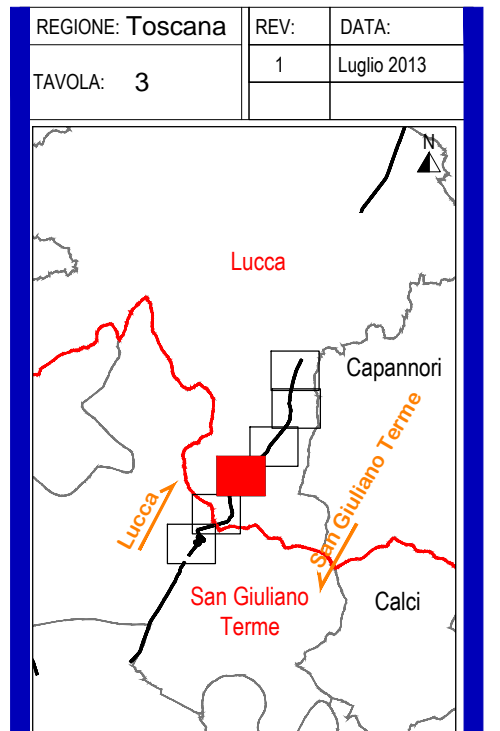 REGIONE: Toscana
REV:
DATA:
TAVOLA: 3
1
Luglio 2013
N
Lucca
Capannori
San Giuliano Terme
Lucca
San Giuliano
Terme
Calci